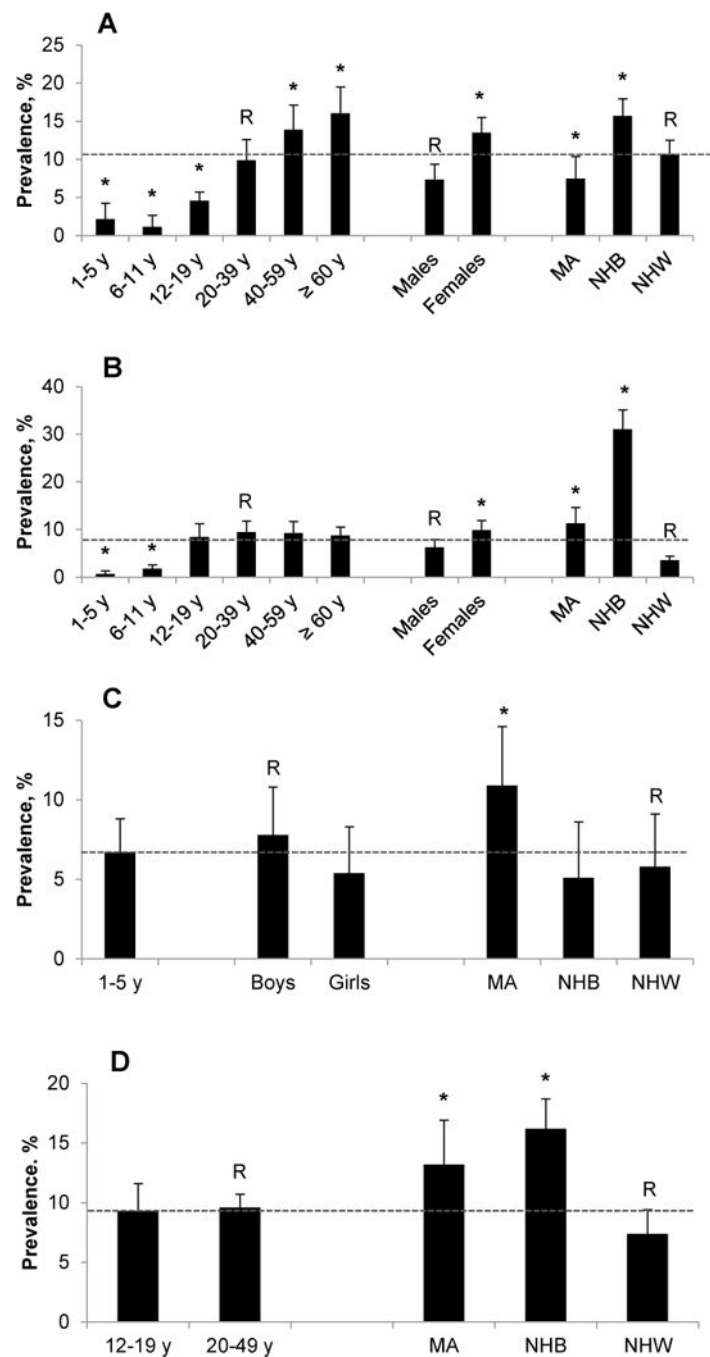 A
Prevalence, %
25
20
15
10
5
0
* * * R * * R * * * R
1-5 y 6-11 y 12-19 y 20-39 y 40-59 y ≥ 60 y Males Females MA NHB NHW
B
Prevalence, %
40
30
20
10
0
* * R R * * * R
1-5 y 6-11 y 12-19 y 20-39 y 40-59 y ≥ 60 y Males Females MA NHB NHW
C
Prevalence, %
15
10
5
0
R * R
1-5 y Boys Girls MA NHB NHW
D
Prevalence. %
20
15
10
5
0
R * * R
12-19 y 20-49 y MA NHB NHW